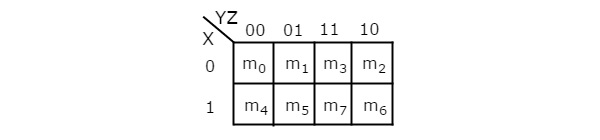 YZ
X
00 01 11 10
0 m₀ m₁ m₃ m₂
1 m₄ m₅ m₇ m₆